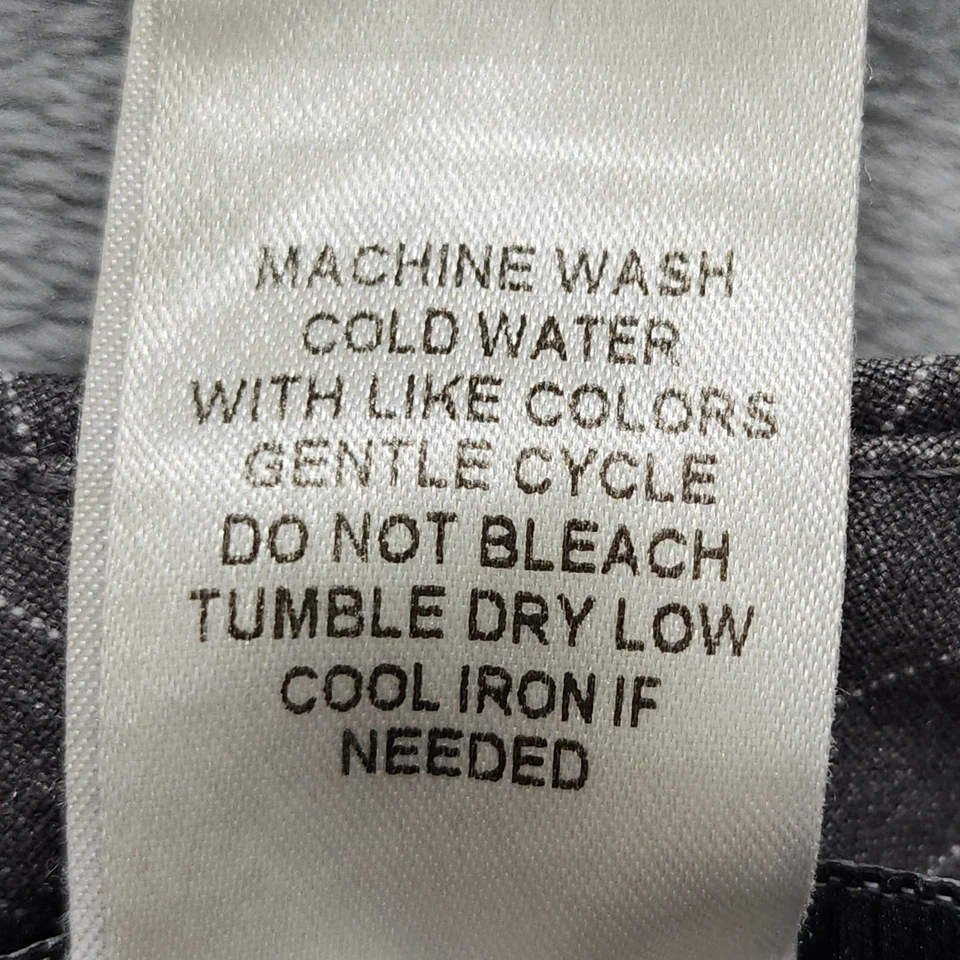 MACHINE WASH
COLD WATER
WITH LIKE COLORS
GENTLE CYCLE
DO NOT BLEACH
TUMBLE DRY LOW
COOL IRON IF
NEEDED